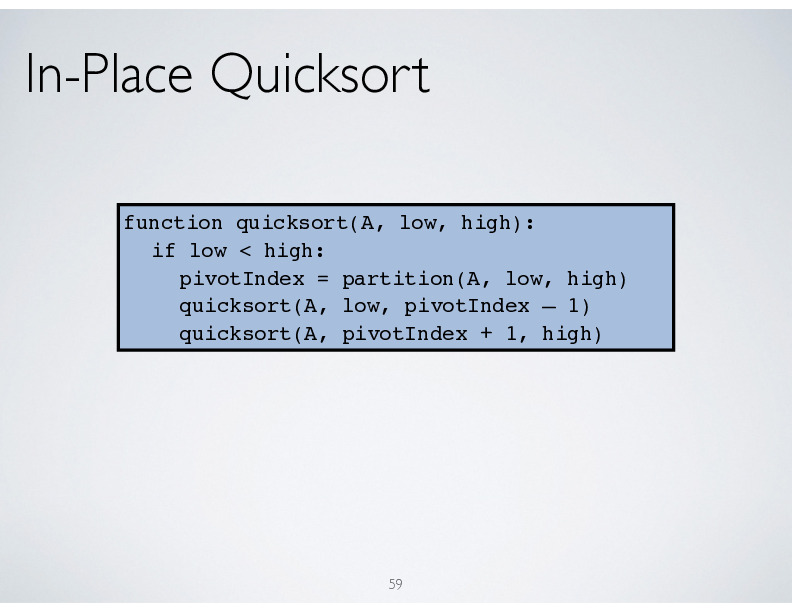 In-Place Quicksort
function quicksort(A, low, high):
if low < high:
pivotIndex = partition(A, low, high)
quicksort(A, low, pivotIndex – 1)
quicksort(A, pivotIndex + 1, high)
59